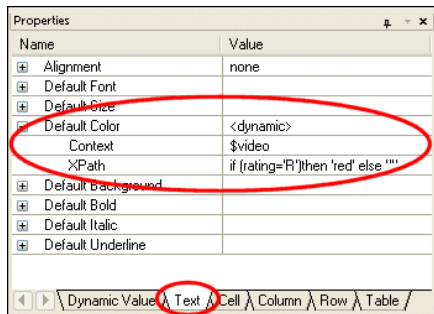 Properties
Name Value
Alignment none
Default Font
Default Size
Default Color <dynamic>
Context $video
XPath if (rating='R')then 'red' else ""
Default Background
Default Bold
Default Italic
Default Underline
Dynamic Value Text Cell Column Row Table